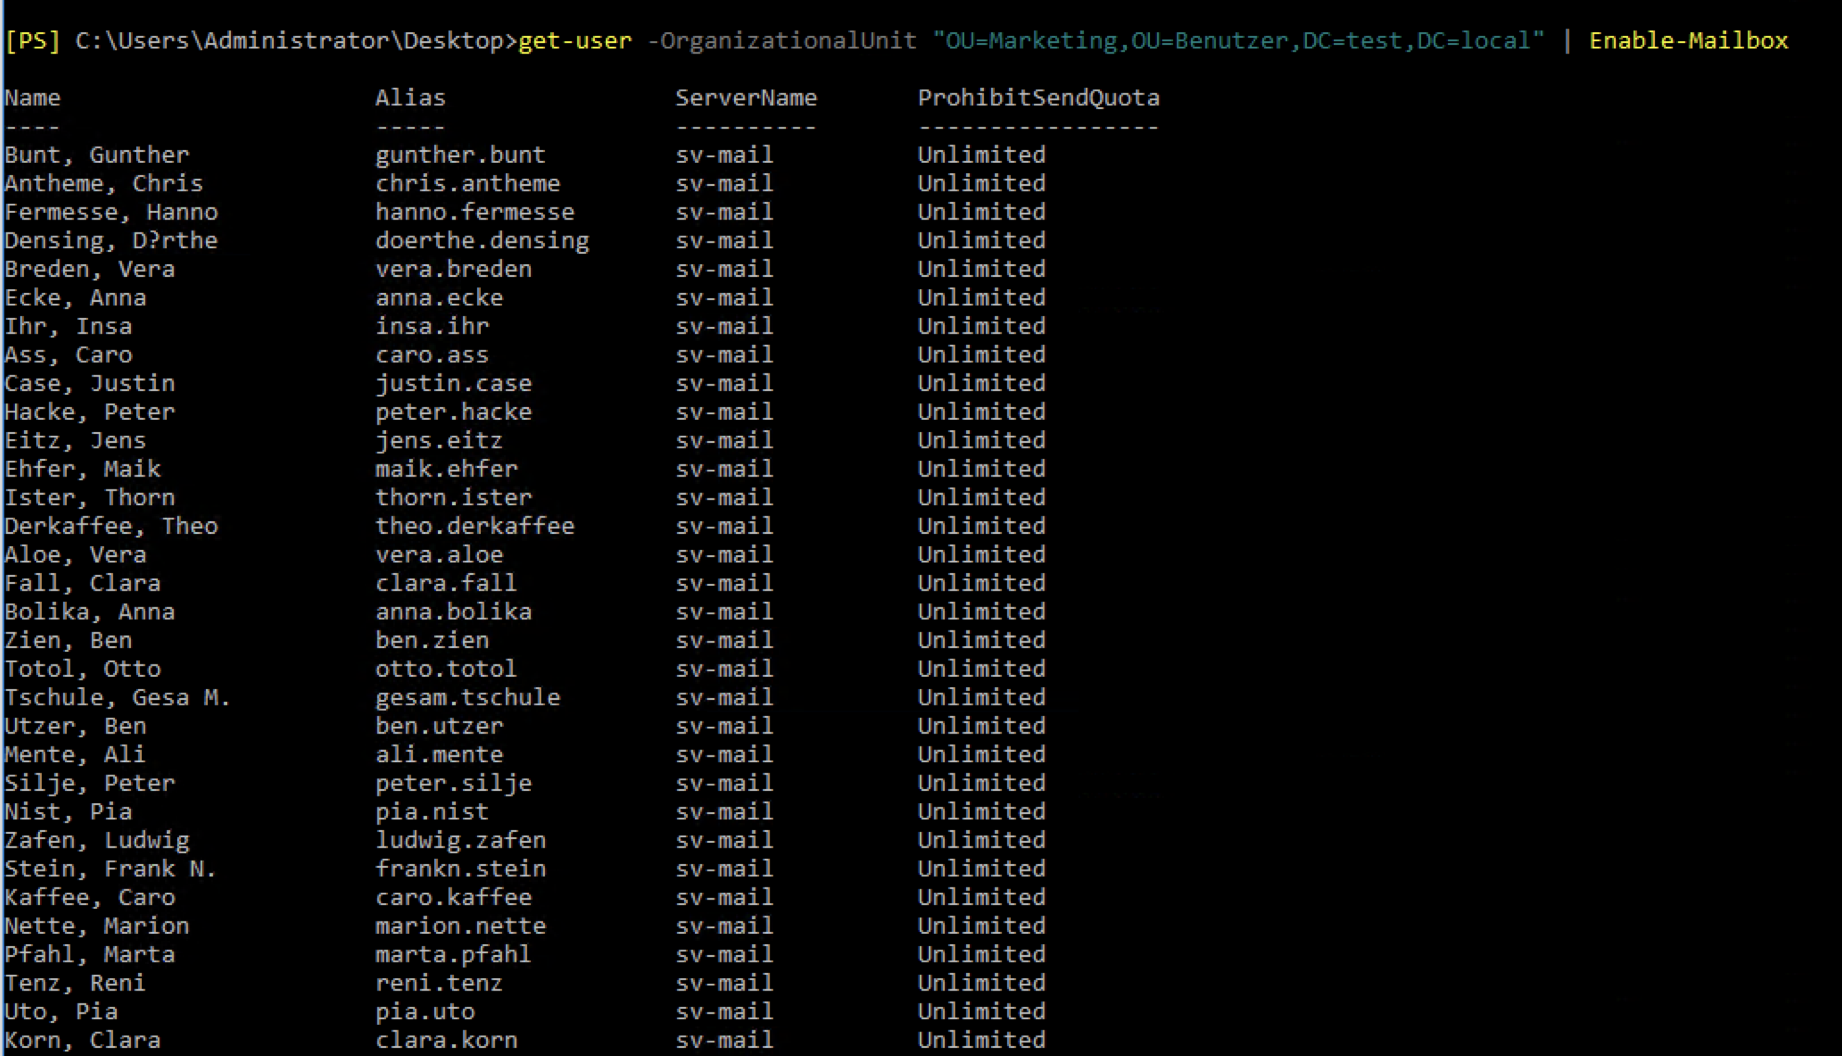 [PS] C:\Users\Administrator\Desktop>get-user -OrganizationalUnit "OU=Marketing,OU=Benutzer,DC=test,DC=local" | Enable-Mailbox
Name Alias ServerName ProhibitSendQuota
---- ----- ---------- -----------------
Bunt, Gunther gunther.bunt sv-mail Unlimited
Antheme, Chris chris.antheme sv-mail Unlimited
Fermesse, Hanno hanno.fermesse sv-mail Unlimited
Densing, D?rthe doerthe.densing sv-mail Unlimited
Breden, Vera vera.breden sv-mail Unlimited
Ecke, Anna anna.ecke sv-mail Unlimited
Ihr, Insa insa.ihr sv-mail Unlimited
Ass, Caro caro.ass sv-mail Unlimited
Case, Justin justin.case sv-mail Unlimited
Hacke, Peter peter.hacke sv-mail Unlimited
Eitz, Jens jens.eitz sv-mail Unlimited
Ehfer, Maik maik.ehfer sv-mail Unlimited
Ister, Thorn thorn.ister sv-mail Unlimited
Derkaffee, Theo theo.derkaffee sv-mail Unlimited
Aloe, Vera vera.aloe sv-mail Unlimited
Fall, Clara clara.fall sv-mail Unlimited
Bolika, Anna anna.bolika sv-mail Unlimited
Zien, Ben ben.zien sv-mail Unlimited
Totol, Otto otto.totol sv-mail Unlimited
Tschule, Gesa M. gesam.tschule sv-mail Unlimited
Utzer, Ben ben.utzer sv-mail Unlimited
Mente, Ali ali.mente sv-mail Unlimited
Silje, Peter peter.silje sv-mail Unlimited
Nist, Pia pia.nist sv-mail Unlimited
Zafen, Ludwig ludwig.zafen sv-mail Unlimited
Stein, Frank N. frankn.stein sv-mail Unlimited
Kaffee, Caro caro.kaffee sv-mail Unlimited
Nette, Marion marion.nette sv-mail Unlimited
Pfahl, Marta marta.pfahl sv-mail Unlimited
Tenz, Reni reni.tenz sv-mail Unlimited
Uto, Pia pia.uto sv-mail Unlimited
Korn, Clara clara.korn sv-mail Unlimited